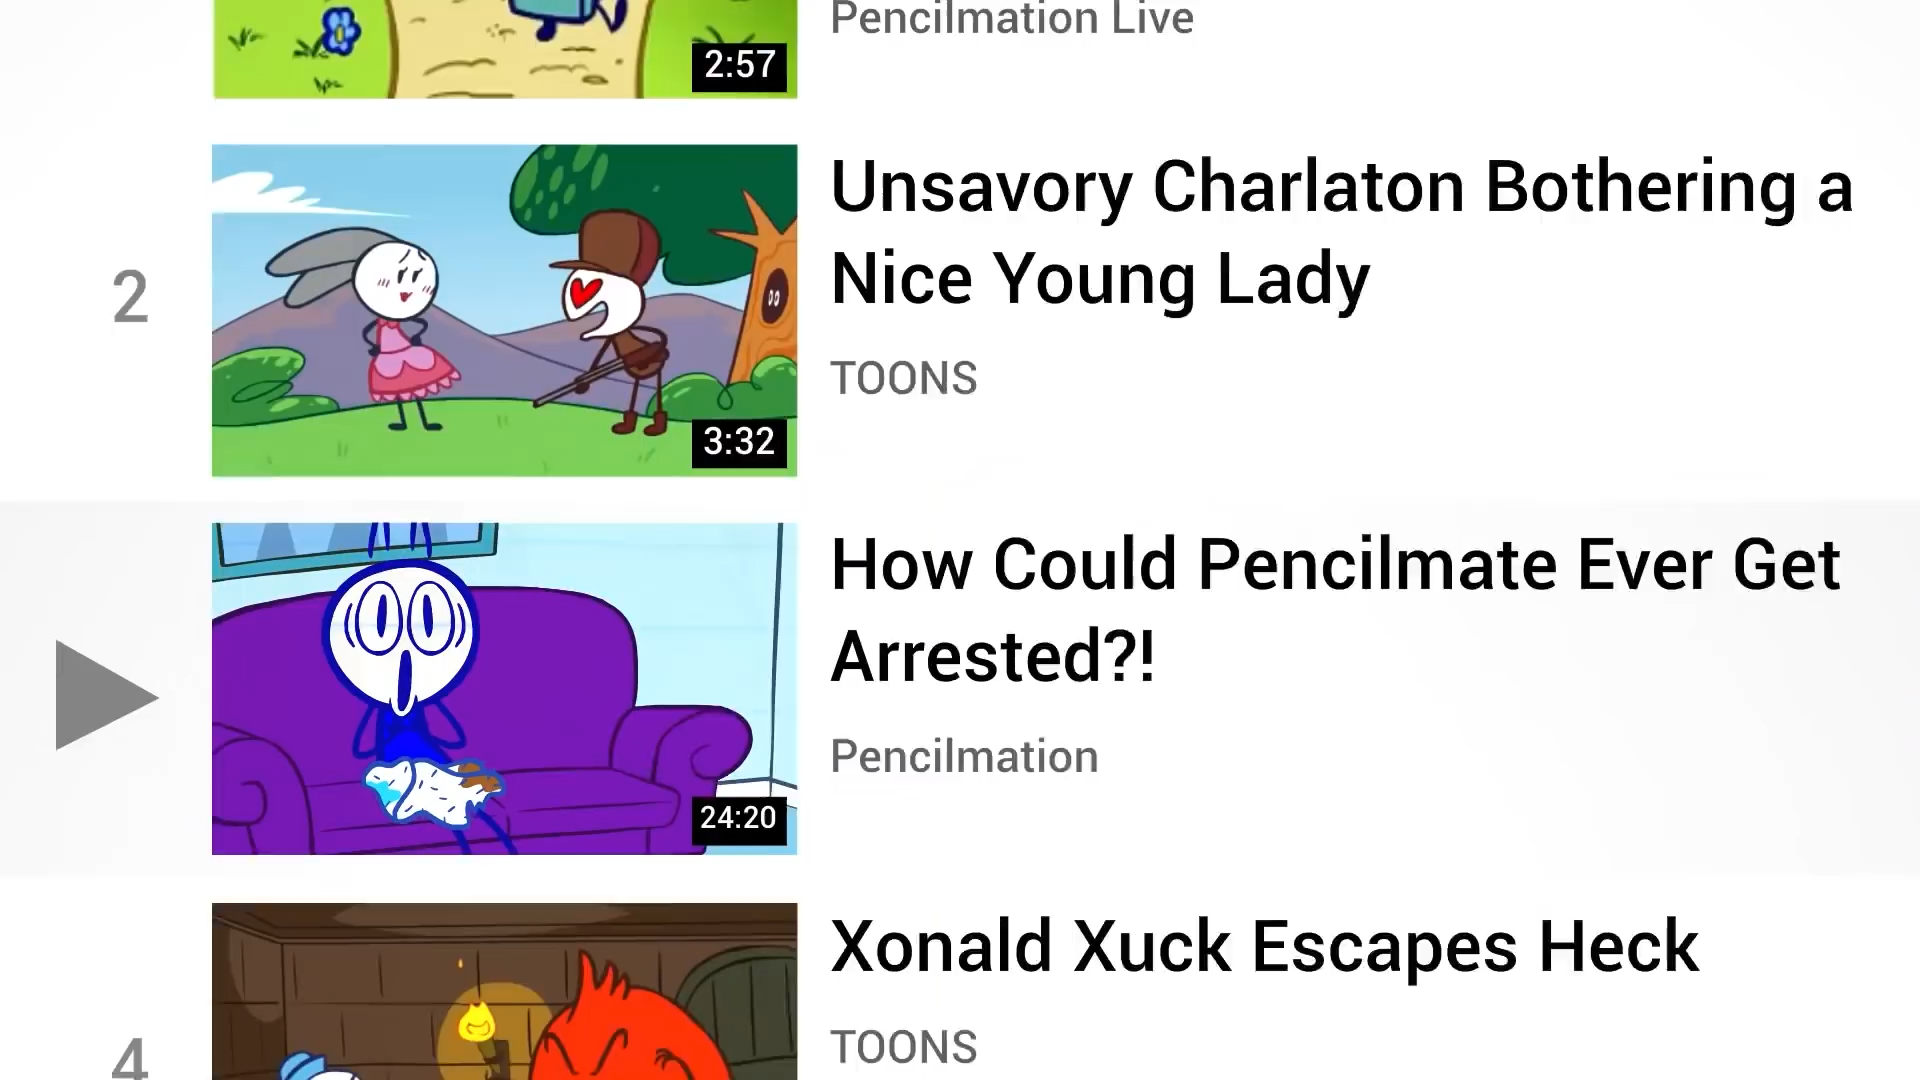 Pencilmation Live
2:57
2
Unsavory Charlaton Bothering a
Nice Young Lady
TOONS
3:32
How Could Pencilmate Ever Get
Arrested?!
Pencilmation
24:20
Xonald Xuck Escapes Heck
TOONS
4